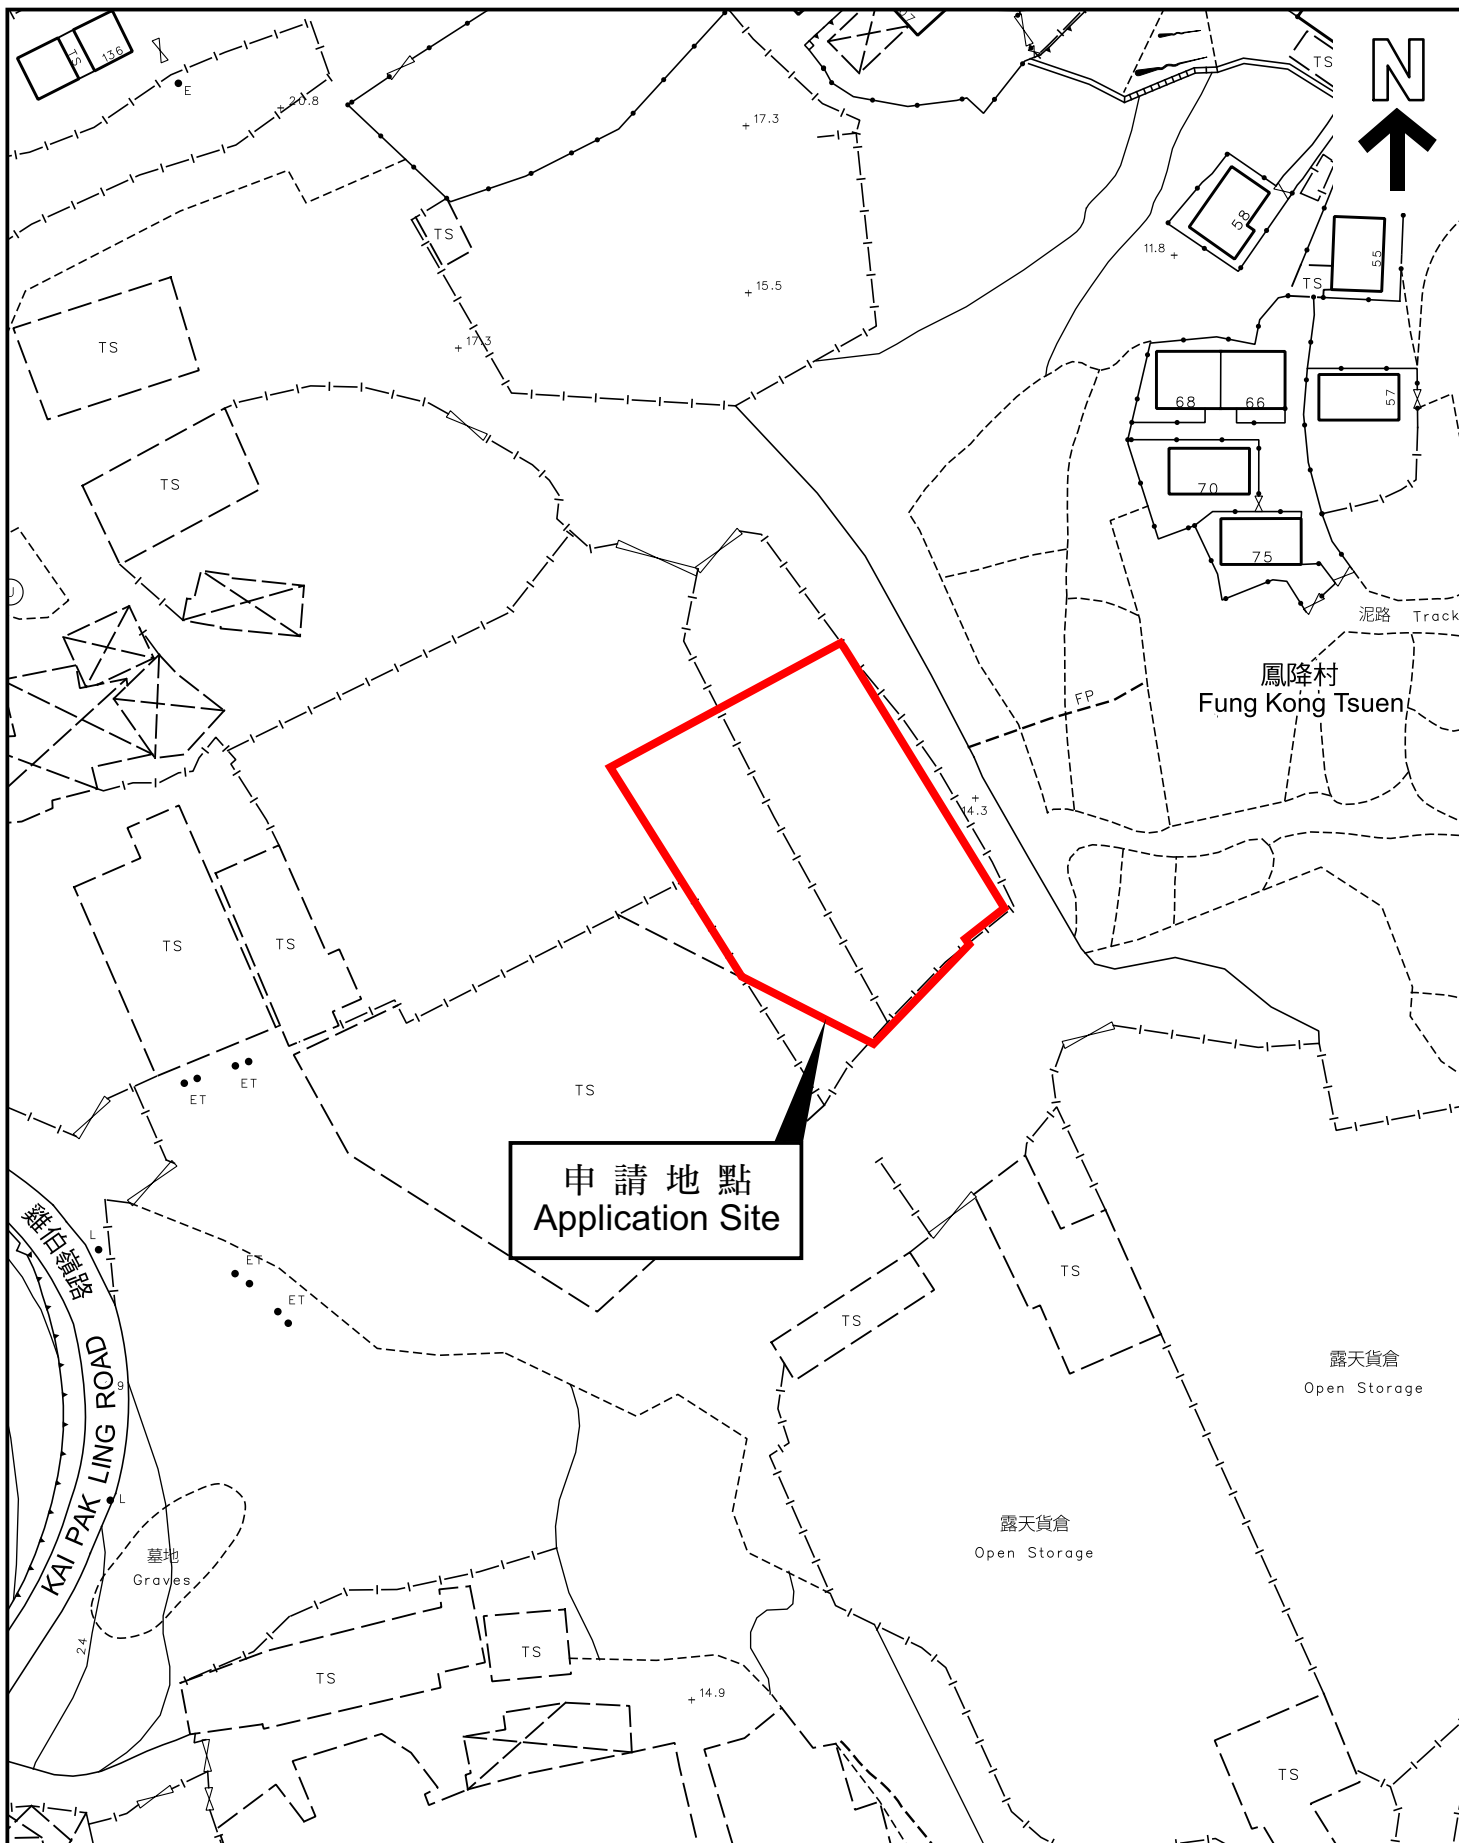 TS
136
E
20.8
17.3
TS
N
TS
58
11.8
55
TS
15.5
17.3
TS
TS
68
66
57
70
75
TS
泥路 Track
鳳降村
Fung Kong Tsuen
FP
14.3
TS
TS
ET
ET
TS
申請地點
Application Site
雞伯嶺路
KAI PAK LING ROAD
L
ET
ET
TS
TS
9
露天貨倉
Open Storage
L
露天貨倉
Open Storage
墓地
Graves
24
TS
TS
14.9
TS